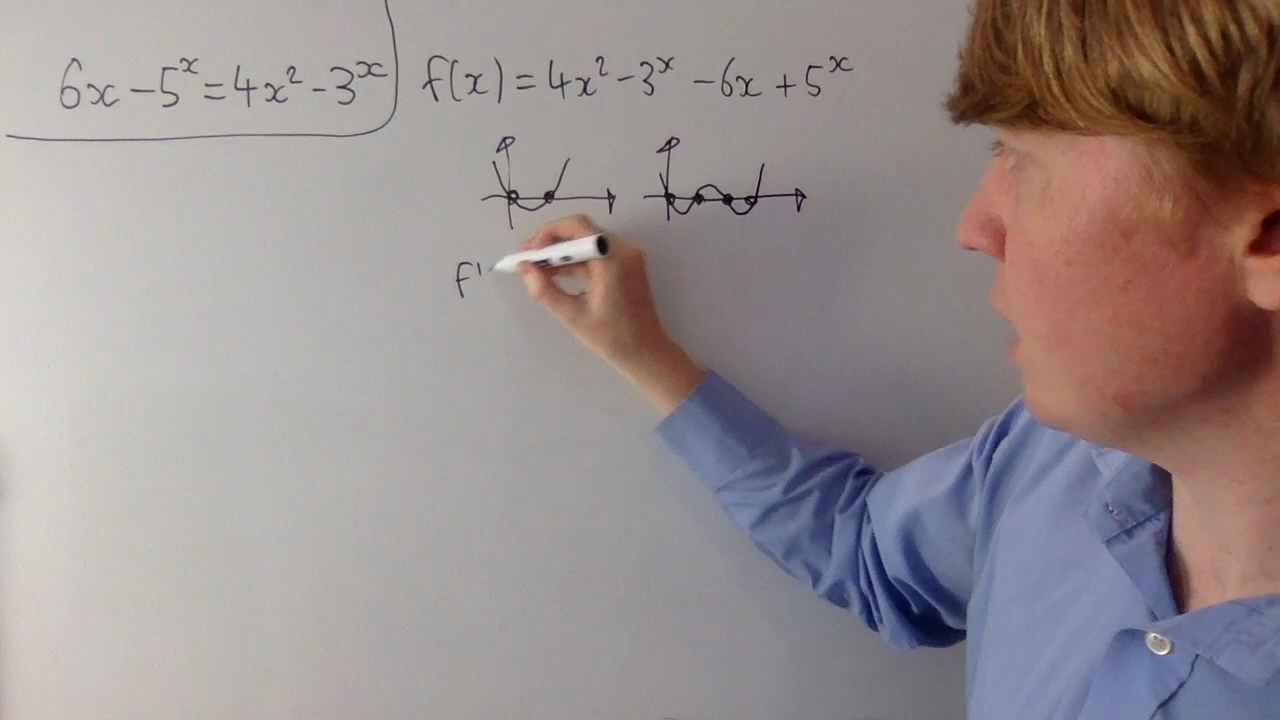 6x - 5^x = 4x² - 3^x
f(x) = 4x² - 3^x - 6x + 5^x
f'